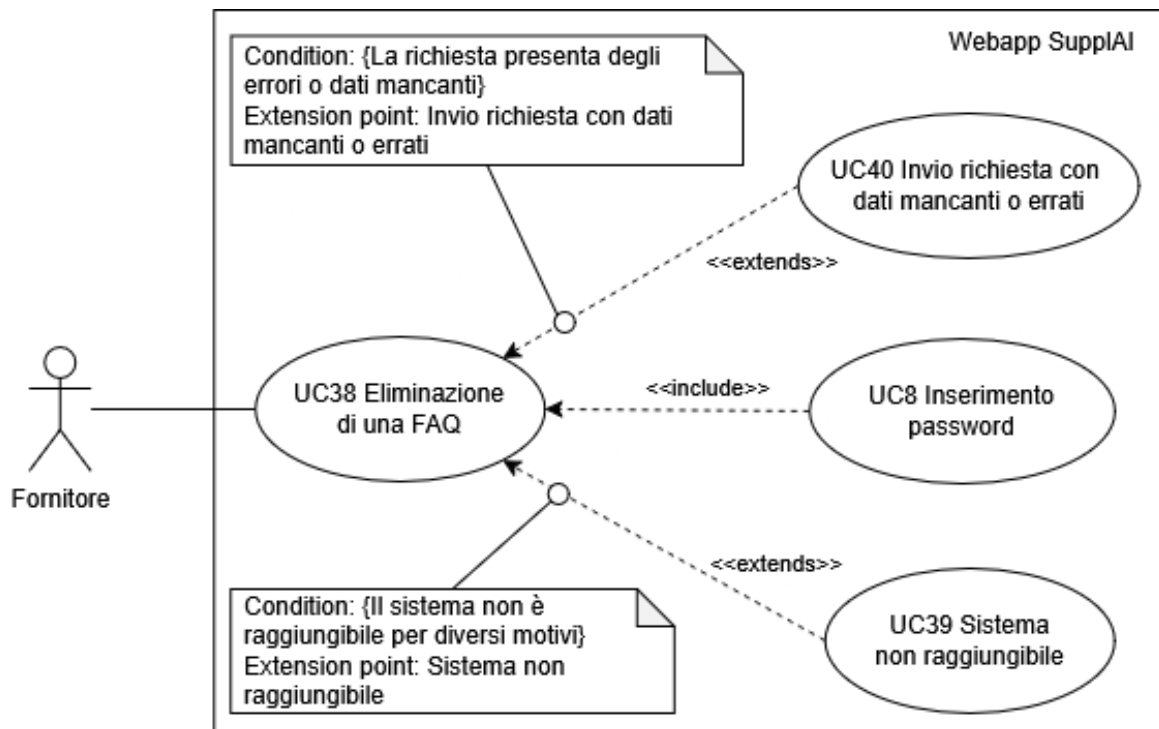 Condition: {La richiesta presenta degli
errori o dati mancanti}
Extension point: Invio richiesta con dati
mancanti o errati
Webapp SupplAI
UC40 Invio richiesta con
dati mancanti o errati
<<extends>>
UC38 Eliminazione
di una FAQ
<<include>>
UC8 Inserimento
password
Fornitore
<<extends>>
Condition: {Il sistema non è
raggiungibile per diversi motivi}
Extension point: Sistema non
raggiungibile
UC39 Sistema
non raggiungibile